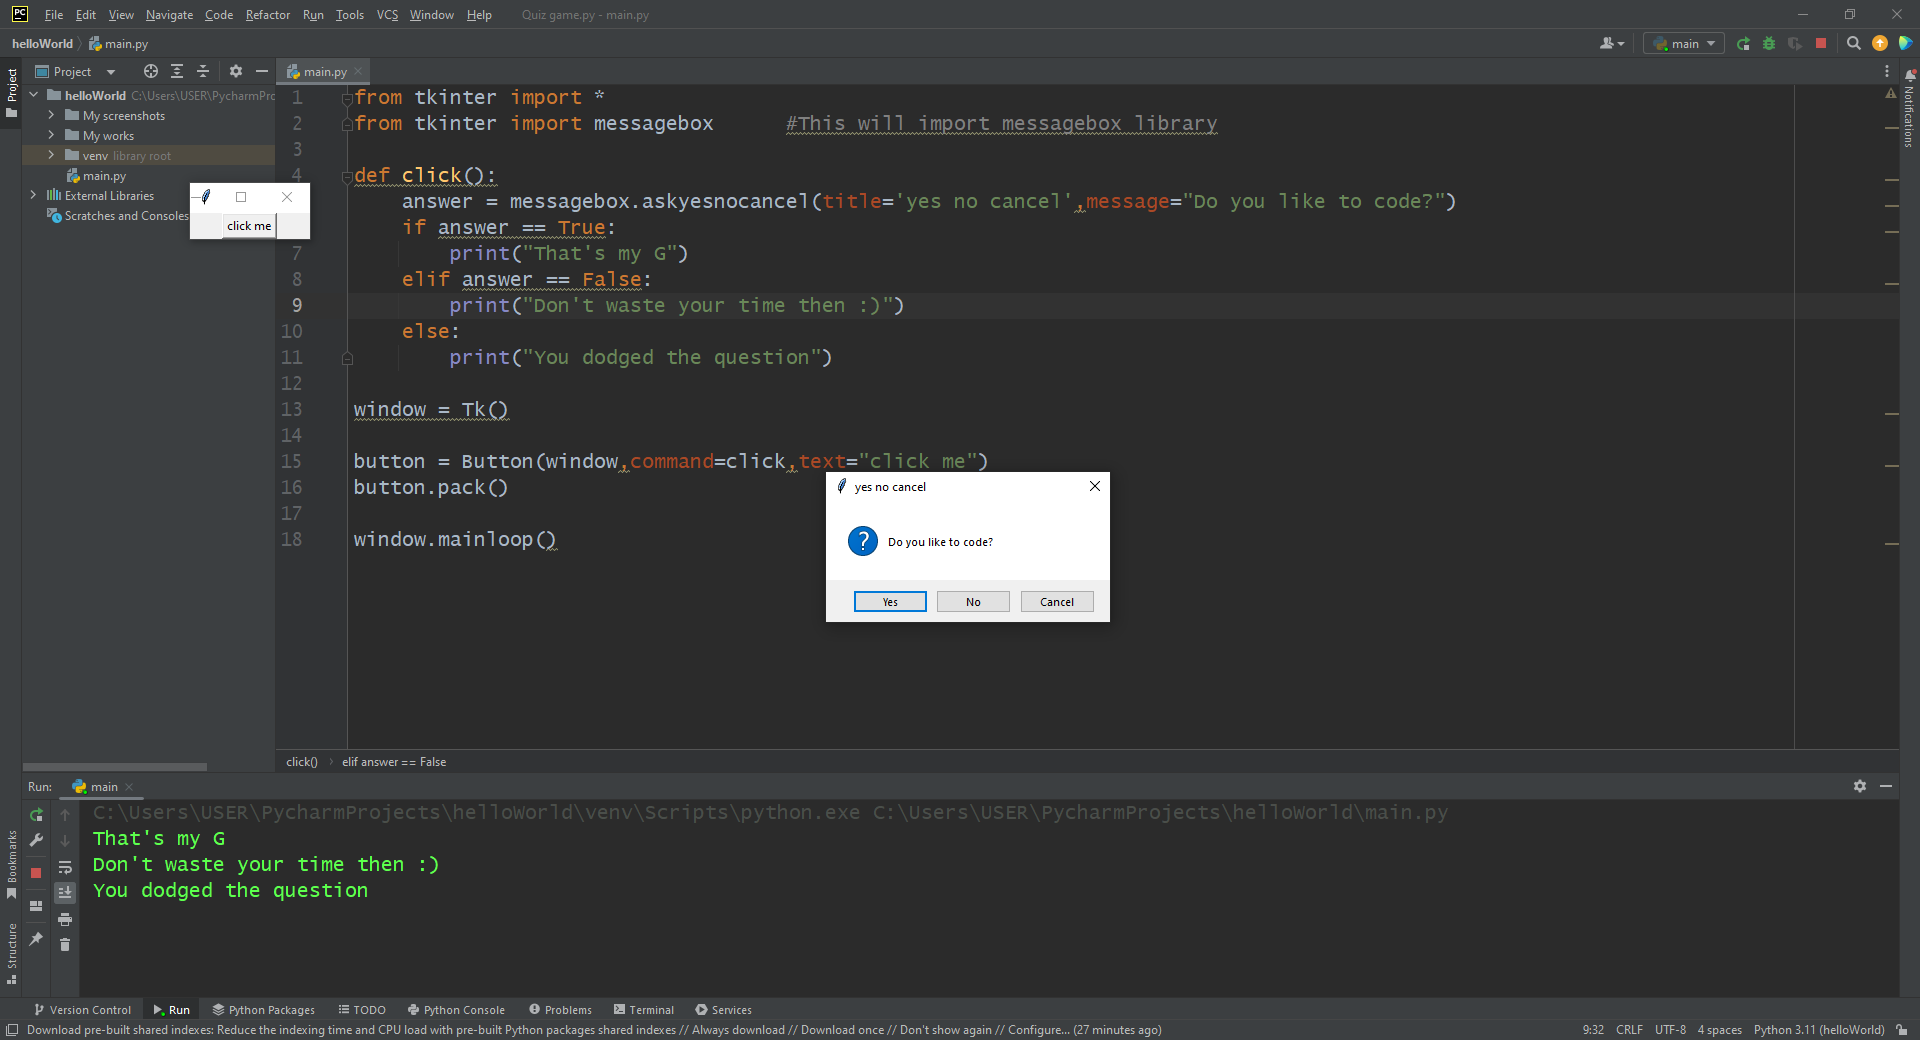 File Edit View Navigate Code Refactor Run Tools VCS Window Help Quiz game.py - main.py
helloWorld main.py main
Project main.py
Project
helloWorld C:\Users\USER\PycharmPro
My screenshots
My works
venv library root
main.py
External Libraries
Scratches and Consoles
click me
1 from tkinter import *
2 from tkinter import messagebox #This will import messagebox library
3
4 def click():
answer = messagebox.askyesnocancel(title='yes no cancel',message="Do you like to code?")
if answer == True:
7 print("That's my G")
8 elif answer == False:
9 print("Don't waste your time then :)")
10 else:
11 print("You dodged the question")
12
13 window = Tk()
14
15 button = Button(window,command=click,text="click me")
16 button.pack()
17
18 window.mainloop()
yes no cancel
Do you like to code?
Yes No Cancel
Notifications
click() elif answer == False
Run: main
C:\Users\USER\PycharmProjects\helloWorld\venv\Scripts\python.exe C:\Users\USER\PycharmProjects\helloWorld\main.py
That's my G
Don't waste your time then :)
You dodged the question
Bookmarks
Structure
Version Control Run Python Packages TODO Python Console Problems Terminal Services
Download pre-built shared indexes: Reduce the indexing time and CPU load with pre-built Python packages shared indexes // Always download // Download once // Don't show again // Configure... (27 minutes ago) 9:32 CRLF UTF-8 4 spaces Python 3.11 (helloWorld)